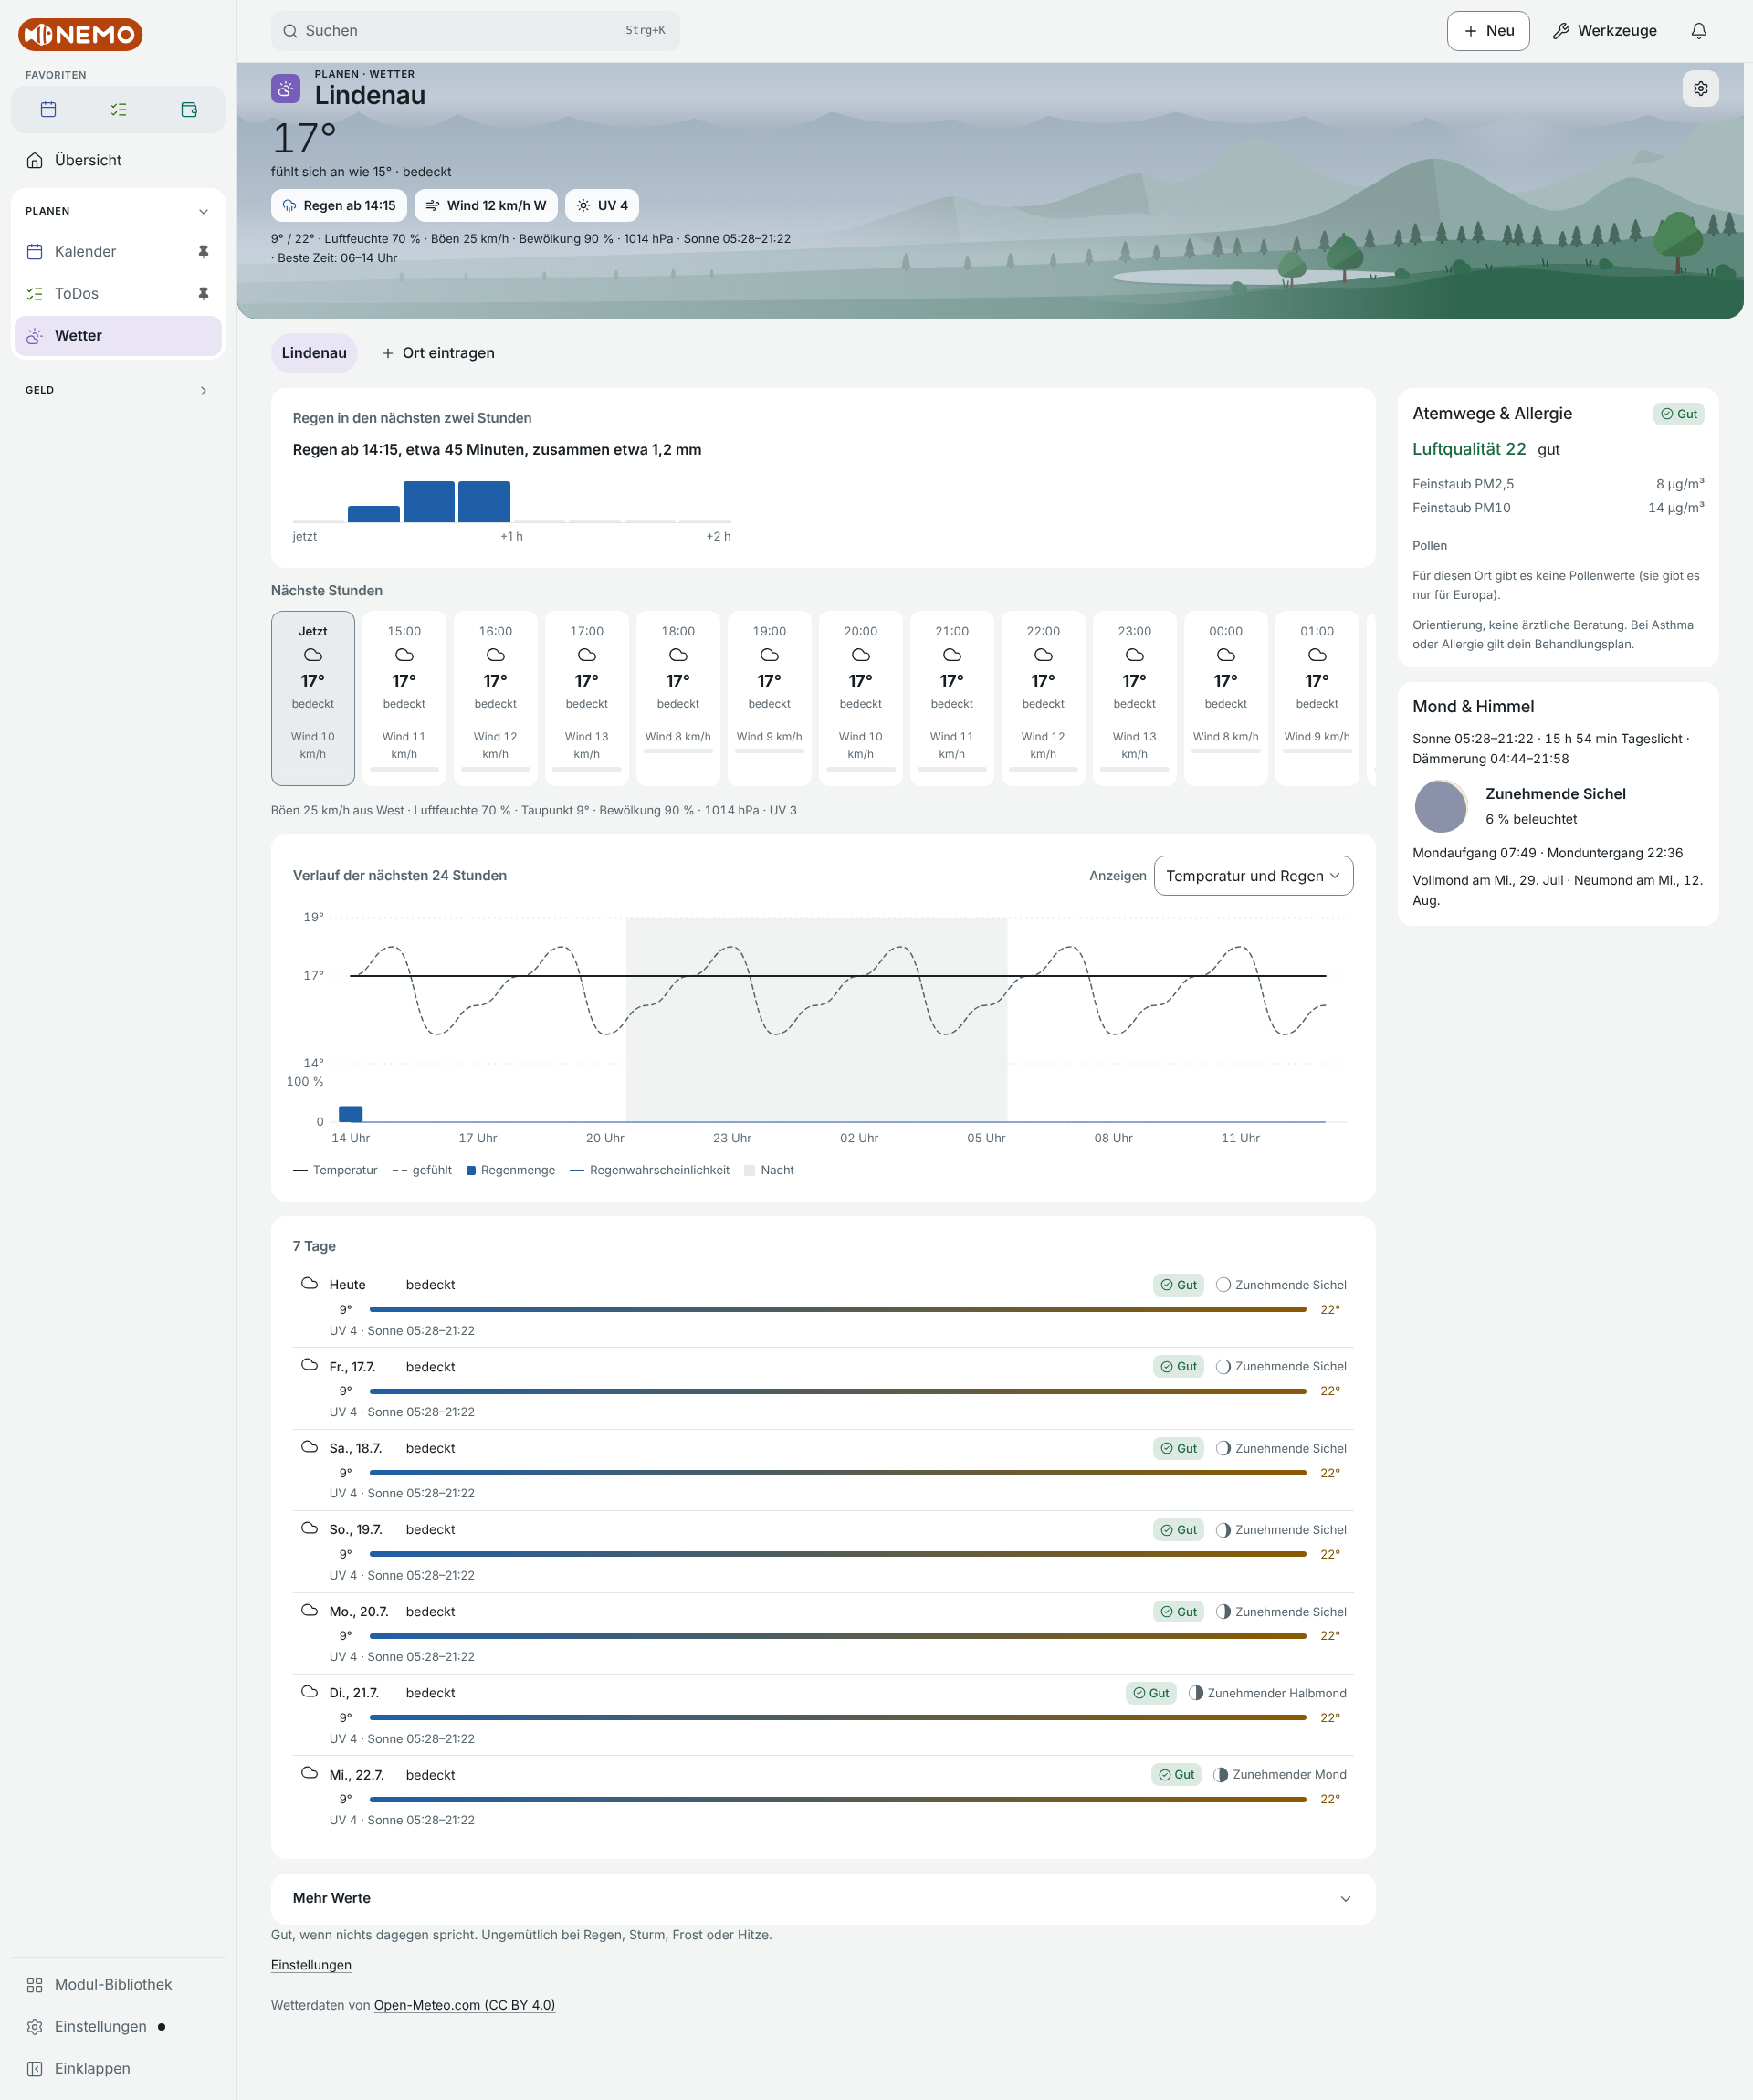 NEMO
FAVORITEN
Übersicht
PLANEN
Kalender
ToDos
Wetter
GELD
Modul-Bibliothek
Einstellungen
Einklappen
Suchen Strg+K
Neu
Werkzeuge
PLANEN · WETTER
Lindenau
17°
fühlt sich an wie 15° · bedeckt
Regen ab 14:15 Wind 12 km/h W UV 4
9° / 22° · Luftfeuchte 70 % · Böen 25 km/h · Bewölkung 90 % · 1014 hPa · Sonne 05:28–21:22
· Beste Zeit: 06–14 Uhr
Lindenau Ort eintragen
Regen in den nächsten zwei Stunden
Regen ab 14:15, etwa 45 Minuten, zusammen etwa 1,2 mm
jetzt +1 h +2 h
Nächste Stunden
Jetzt 15:00 16:00 17:00 18:00 19:00 20:00 21:00 22:00 23:00 00:00 01:00
17° 17° 17° 17° 17° 17° 17° 17° 17° 17° 17° 17°
bedeckt bedeckt bedeckt bedeckt bedeckt bedeckt bedeckt bedeckt bedeckt bedeckt bedeckt bedeckt
Wind 10 Wind 11 Wind 12 Wind 13 Wind 8 km/h Wind 9 km/h Wind 10 Wind 11 Wind 12 Wind 13 Wind 8 km/h Wind 9 km/h
km/h km/h km/h km/h km/h km/h km/h km/h
Böen 25 km/h aus West · Luftfeuchte 70 % · Taupunkt 9° · Bewölkung 90 % · 1014 hPa · UV 3
Verlauf der nächsten 24 Stunden
Anzeigen Temperatur und Regen
19°
17°
14°
100 %
0
14 Uhr 17 Uhr 20 Uhr 23 Uhr 02 Uhr 05 Uhr 08 Uhr 11 Uhr
Temperatur gefühlt Regenmenge Regenwahrscheinlichkeit Nacht
7 Tage
Heute bedeckt Gut Zunehmende Sichel
9° 22°
UV 4 · Sonne 05:28–21:22
Fr., 17.7. bedeckt Gut Zunehmende Sichel
9° 22°
UV 4 · Sonne 05:28–21:22
Sa., 18.7. bedeckt Gut Zunehmende Sichel
9° 22°
UV 4 · Sonne 05:28–21:22
So., 19.7. bedeckt Gut Zunehmende Sichel
9° 22°
UV 4 · Sonne 05:28–21:22
Mo., 20.7. bedeckt Gut Zunehmende Sichel
9° 22°
UV 4 · Sonne 05:28–21:22
Di., 21.7. bedeckt Gut Zunehmender Halbmond
9° 22°
UV 4 · Sonne 05:28–21:22
Mi., 22.7. bedeckt Gut Zunehmender Mond
9° 22°
UV 4 · Sonne 05:28–21:22
Mehr Werte
Gut, wenn nichts dagegen spricht. Ungemütlich bei Regen, Sturm, Frost oder Hitze.
Einstellungen
Wetterdaten von Open-Meteo.com (CC BY 4.0)
Atemwege & Allergie Gut
Luftqualität 22 gut
Feinstaub PM2,5 8 µg/m³
Feinstaub PM10 14 µg/m³
Pollen
Für diesen Ort gibt es keine Pollenwerte (sie gibt es
nur für Europa).
Orientierung, keine ärztliche Beratung. Bei Asthma
oder Allergie gilt dein Behandlungsplan.
Mond & Himmel
Sonne 05:28–21:22 · 15 h 54 min Tageslicht ·
Dämmerung 04:44–21:58
Zunehmende Sichel
6 % beleuchtet
Mondaufgang 07:49 · Monduntergang 22:36
Vollmond am Mi., 29. Juli · Neumond am Mi., 12.
Aug.